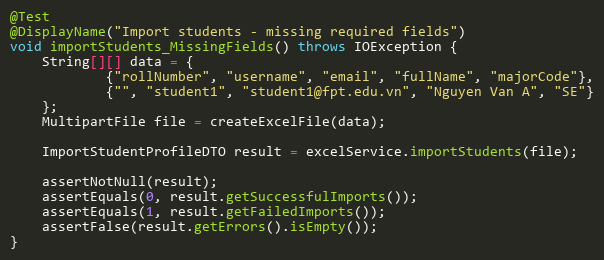 @Test
@DisplayName("Import students - missing required fields")
void importStudents_MissingFields() throws IOException {
    String[][] data = {
            {"rollNumber", "username", "email", "fullName", "majorCode"},
            {"", "student1", "student1@fpt.edu.vn", "Nguyen Van A", "SE"}
    };
    MultipartFile file = createExcelFile(data);

    ImportStudentProfileDTO result = excelService.importStudents(file);

    assertNotNull(result);
    assertEquals(0, result.getSuccessfulImports());
    assertEquals(1, result.getFailedImports());
    assertFalse(result.getErrors().isEmpty());
}